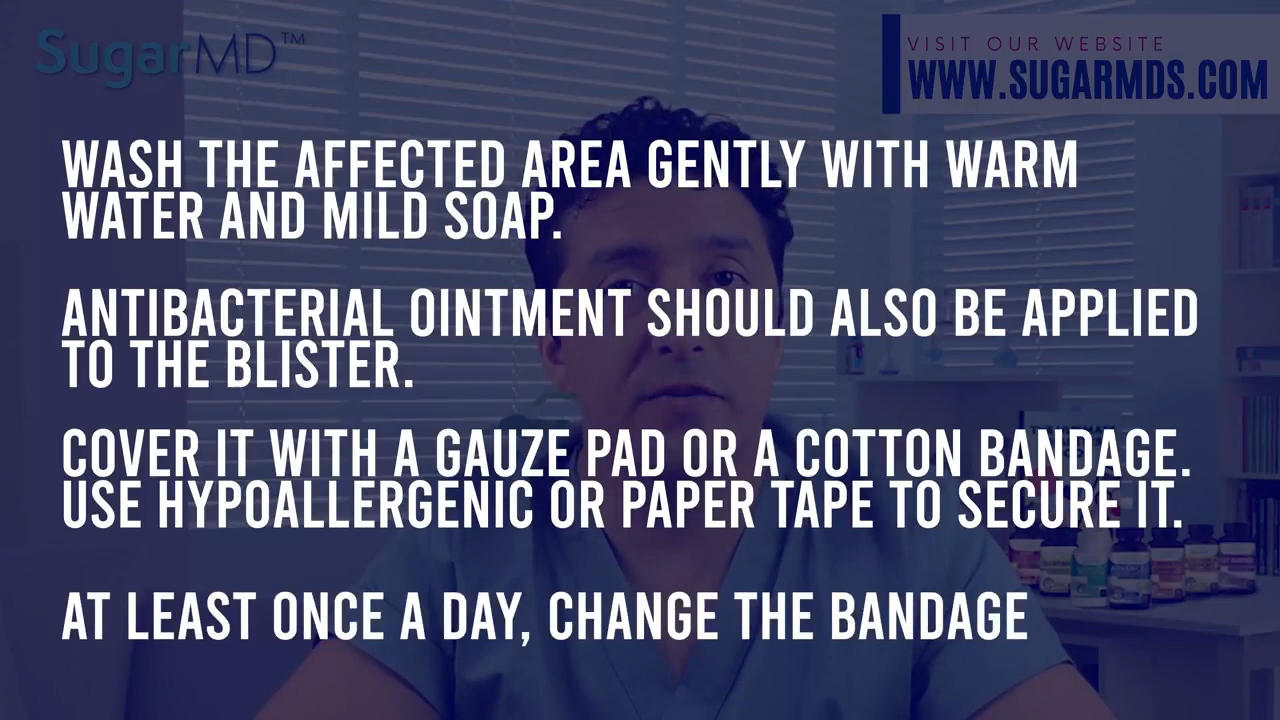 SugarMD™
VISIT OUR WEBSITE
WWW.SUGARMDS.COM
WASH THE AFFECTED AREA GENTLY WITH WARM
WATER AND MILD SOAP.
ANTIBACTERIAL OINTMENT SHOULD ALSO BE APPLIED
TO THE BLISTER.
COVER IT WITH A GAUZE PAD OR A COTTON BANDAGE.
USE HYPOALLERGENIC OR PAPER TAPE TO SECURE IT.
AT LEAST ONCE A DAY, CHANGE THE BANDAGE